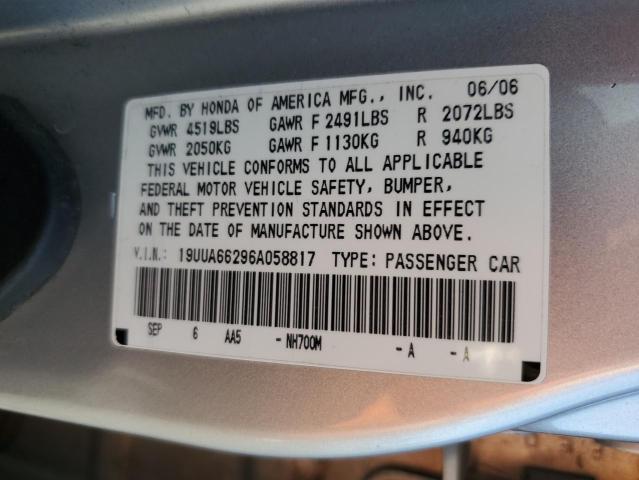 MFD. BY HONDA OF AMERICA MFG., INC. 06/06
GVWR 4519LBS GAWR F 2491LBS R 2072LBS
GVWR 2050KG GAWR F 1130KG R 940KG
THIS VEHICLE CONFORMS TO ALL APPLICABLE
FEDERAL MOTOR VEHICLE SAFETY, BUMPER,
AND THEFT PREVENTION STANDARDS IN EFFECT
ON THE DATE OF MANUFACTURE SHOWN ABOVE.
V.I.N.: 19UUA66296A058817 TYPE: PASSENGER CAR
SEP 6 AA5 - NH700M - A - A